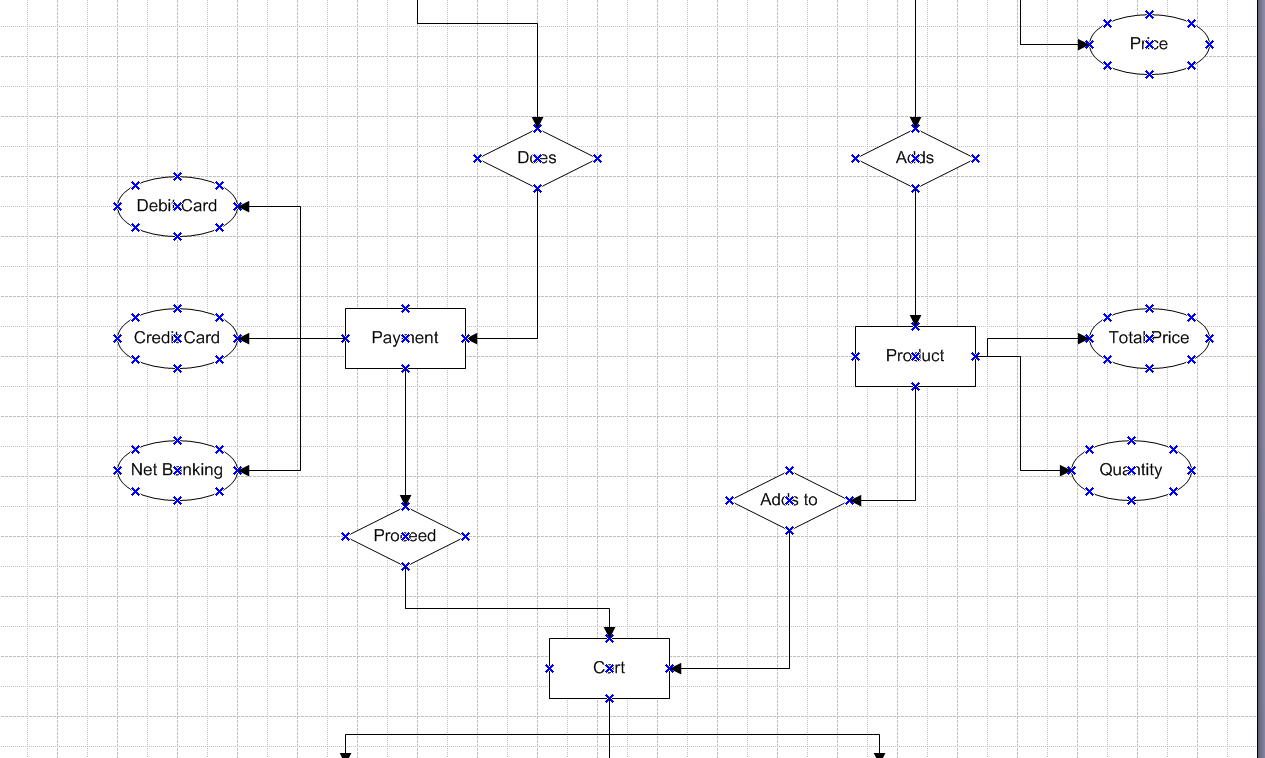 Price
Does
Adds
Debit Card
Credit Card
Payment
Total Price
Product
Net Banking
Quantity
Adds to
Proceed
Cart